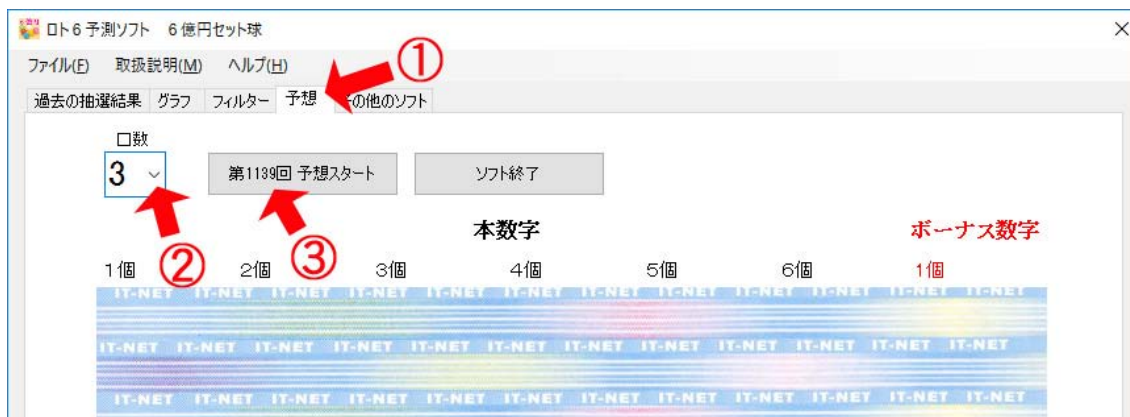 ロト6予測ソフト 6億円セット球
ファイル(F) 取扱説明(M) ヘルプ(H)
①
過去の抽選結果 グラフ フィルター 予想 の他のソフト
口数
3 第1139回 予想スタート ソフト終了
② ③
本数字 ボーナス数字
1個 2個 3個 4個 5個 6個 1個
IT-NET IT-NET IT-NET IT-NET IT-NET IT-NET IT-NET IT-NET IT-NET IT-NET IT-NET IT-NET
IT-NET IT-NET IT-NET IT-NET IT-NET IT-NET IT-NET IT-NET IT-NET IT-NET IT-NET IT-NET
IT-NET IT-NET IT-NET IT-NET IT-NET IT-NET IT-NET IT-NET IT-NET IT-NET IT-NET IT-NET